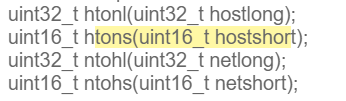 uint32_t htonl(uint32_t hostlong);
uint16_t htons(uint16_t hostshort);
uint32_t ntohl(uint32_t netlong);
uint16_t ntohs(uint16_t netshort);